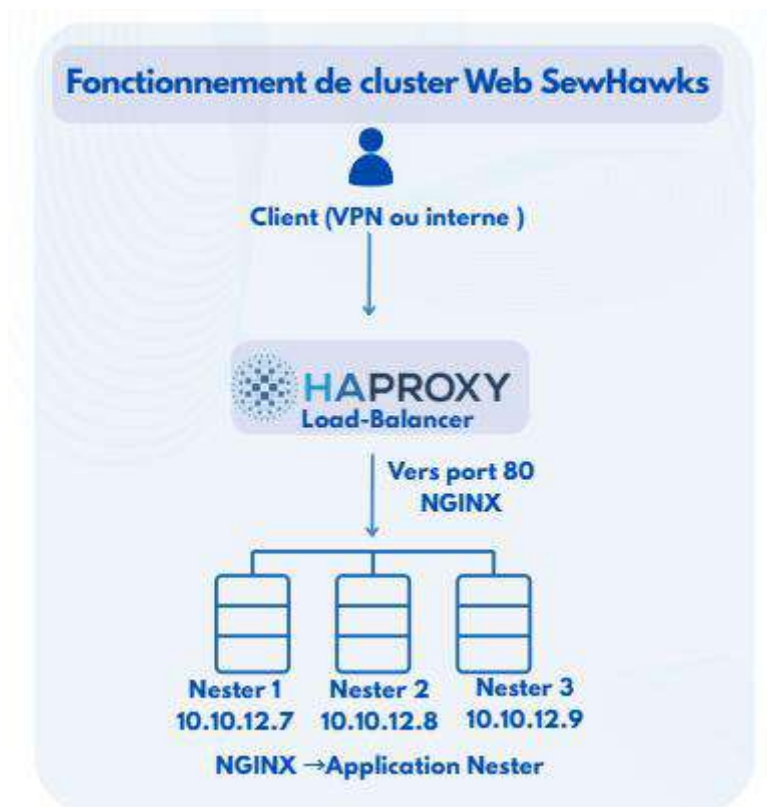 Fonctionnement de cluster Web SewHawks
Client (VPN ou interne )
HAPROXY
Load-Balancer
Vers port 80
NGINX
Nester 1 Nester 2 Nester 3
10.10.12.7 10.10.12.8 10.10.12.9
NGINX →Application Nester